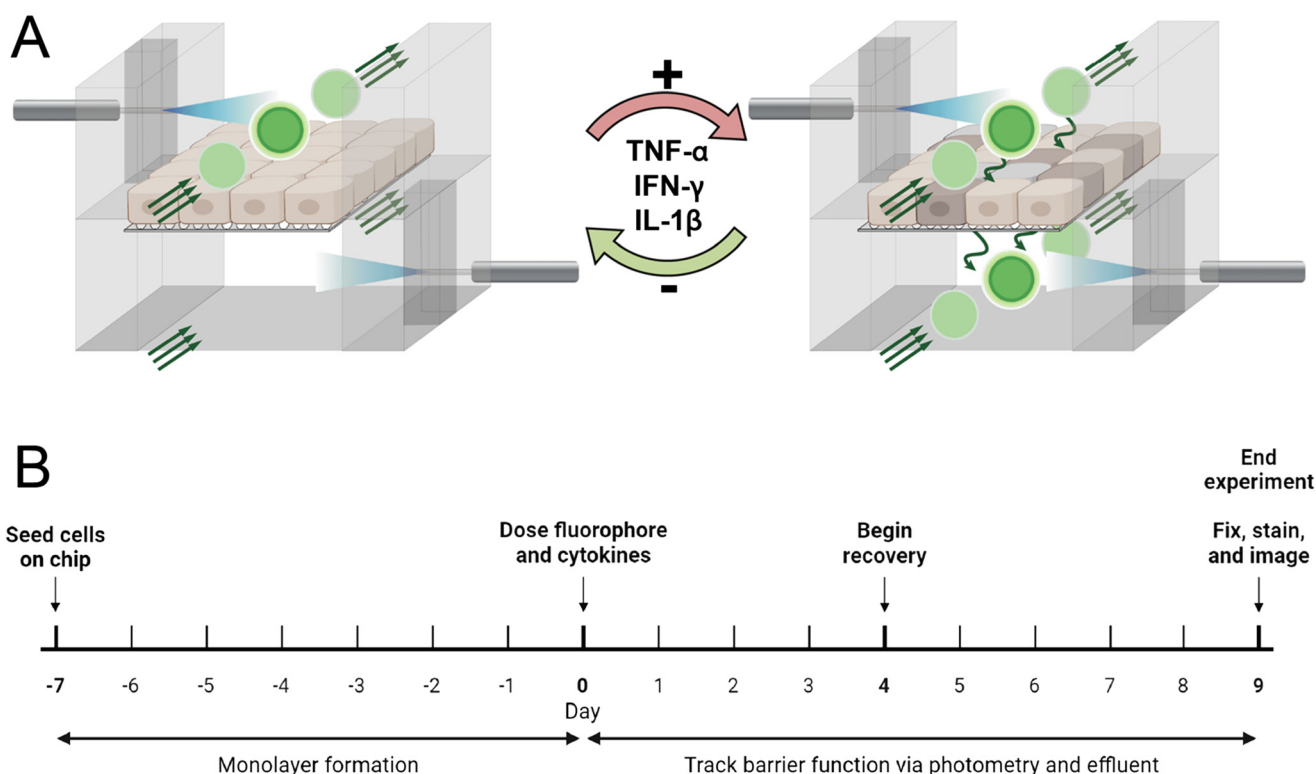 A
+
TNF-α
IFN-γ
IL-1β
-
B
Seed cells
on chip
Dose fluorophore
and cytokines
Begin
recovery
End
experiment
Fix, stain,
and image
-7 -6 -5 -4 -3 -2 -1 0 1 2 3 4 5 6 7 8 9
Day
Monolayer formation
Track barrier function via photometry and effluent